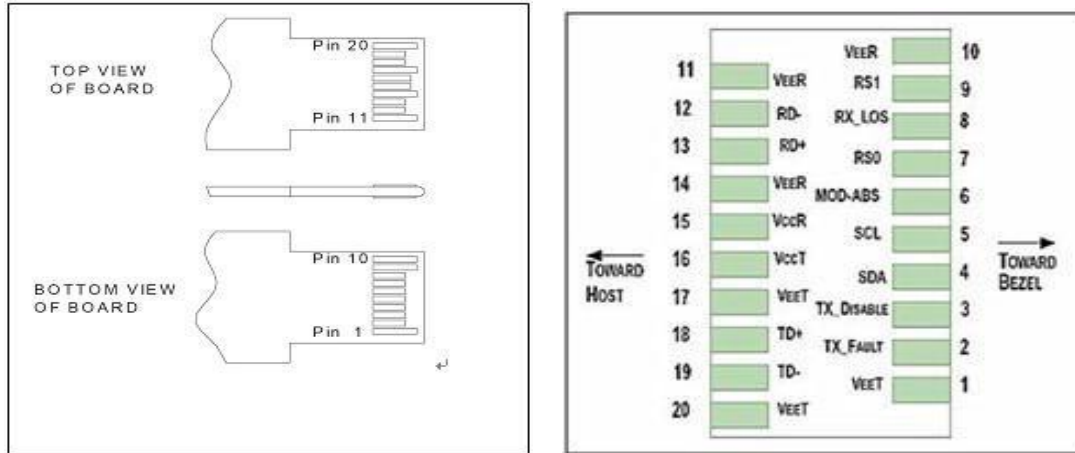 Pin 20
TOP VIEW
OF BOARD
Pin 11
Pin 10
BOTTOM VIEW
OF BOARD
Pin 1
11
VEER
12
RD-
13
RD+
14
VEER
15
VCCR
16
VCCT
17
VEET
18
TD+
19
TD-
20
VEET
VEER
10
RS1
9
RX_LOS
8
RS0
7
MOD-ABS
6
SCL
5
SDA
4
TX_DISABLE
3
TX_FAULT
2
VEET
1
TOWARD
HOST
TOWARD
BEZEL